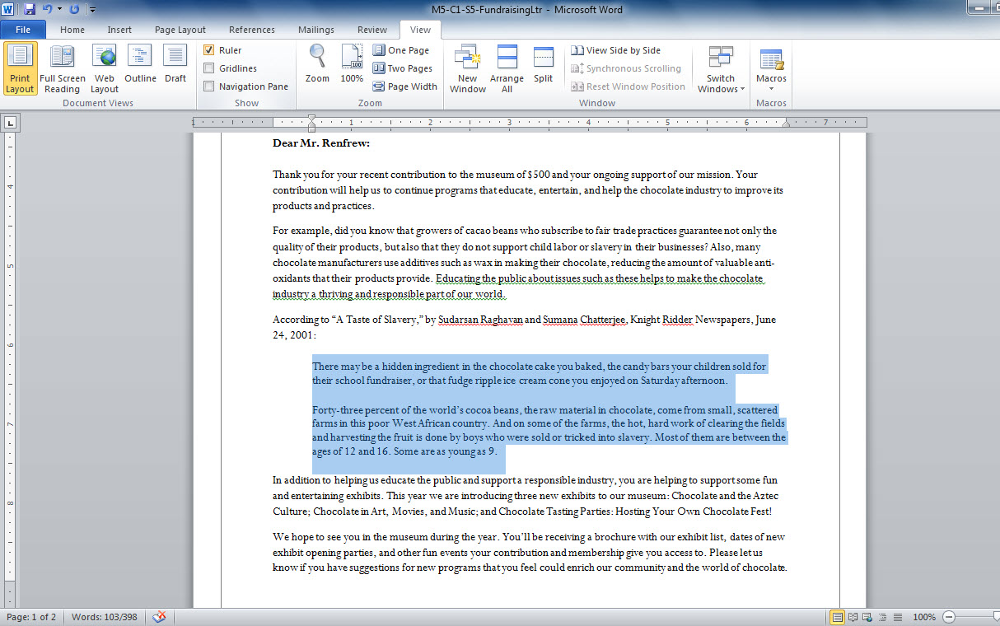 M5-C1-S5-FundraisingLtr - Microsoft Word
File Home Insert Page Layout References Mailings Review View
Print Layout
Full Screen Reading
Web Layout
Outline
Draft
Document Views
Ruler
Gridlines
Navigation Pane
Show
Zoom
100%
One Page
Two Pages
Page Width
Zoom
New Window
Arrange All
Split
View Side by Side
Synchronous Scrolling
Reset Window Position
Window
Switch Windows
Macros
Macros
1 1 2 3 4 5 6 7
4
5
6
7
8
Dear Mr. Renfrew:
Thank you for your recent contribution to the museum of $500 and your ongoing support of our mission. Your
contribution will help us to continue programs that educate, entertain, and help the chocolate industry to improve its
products and practices.
For example, did you know that growers of cacao beans who subscribe to fair trade practices guarantee not only the
quality of their products, but also that they do not support child labor or slavery in their businesses? Also, many
chocolate manufacturers use additives such as wax in making their chocolate, reducing the amount of valuable anti-
oxidants that their products provide. Educating the public about issues such as these helps to make the chocolate
industry a thriving and responsible part of our world.
According to “A Taste of Slavery,” by Sudarsan Raghavan and Sumana Chatterjee, Knight Ridder Newspapers, June
24, 2001:
There may be a hidden ingredient in the chocolate cake you baked, the candy bars your children sold for
their school fundraiser, or that fudge ripple ice cream cone you enjoyed on Saturday afternoon.
Forty-three percent of the world’s cocoa beans, the raw material in chocolate, come from small, scattered
farms in this poor West African country. And on some of the farms, the hot, hard work of clearing the fields
and harvesting the fruit is done by boys who were sold or tricked into slavery. Most of them are between the
ages of 12 and 16. Some are as young as 9.
In addition to helping us educate the public and support a responsible industry, you are helping to support some fun
and entertaining exhibits. This year we are introducing three new exhibits to our museum: Chocolate and the Aztec
Culture; Chocolate in Art, Movies, and Music; and Chocolate Tasting Parties: Hosting Your Own Chocolate Fest!
We hope to see you in the museum during the year. You’ll be receiving a brochure with our exhibit list, dates of new
exhibit opening parties, and other fun events your contribution and membership give you access to. Please let us
know if you have suggestions for new programs that you feel could enrich our community and the world of chocolate.
Page: 1 of 2 Words: 103/398 100%